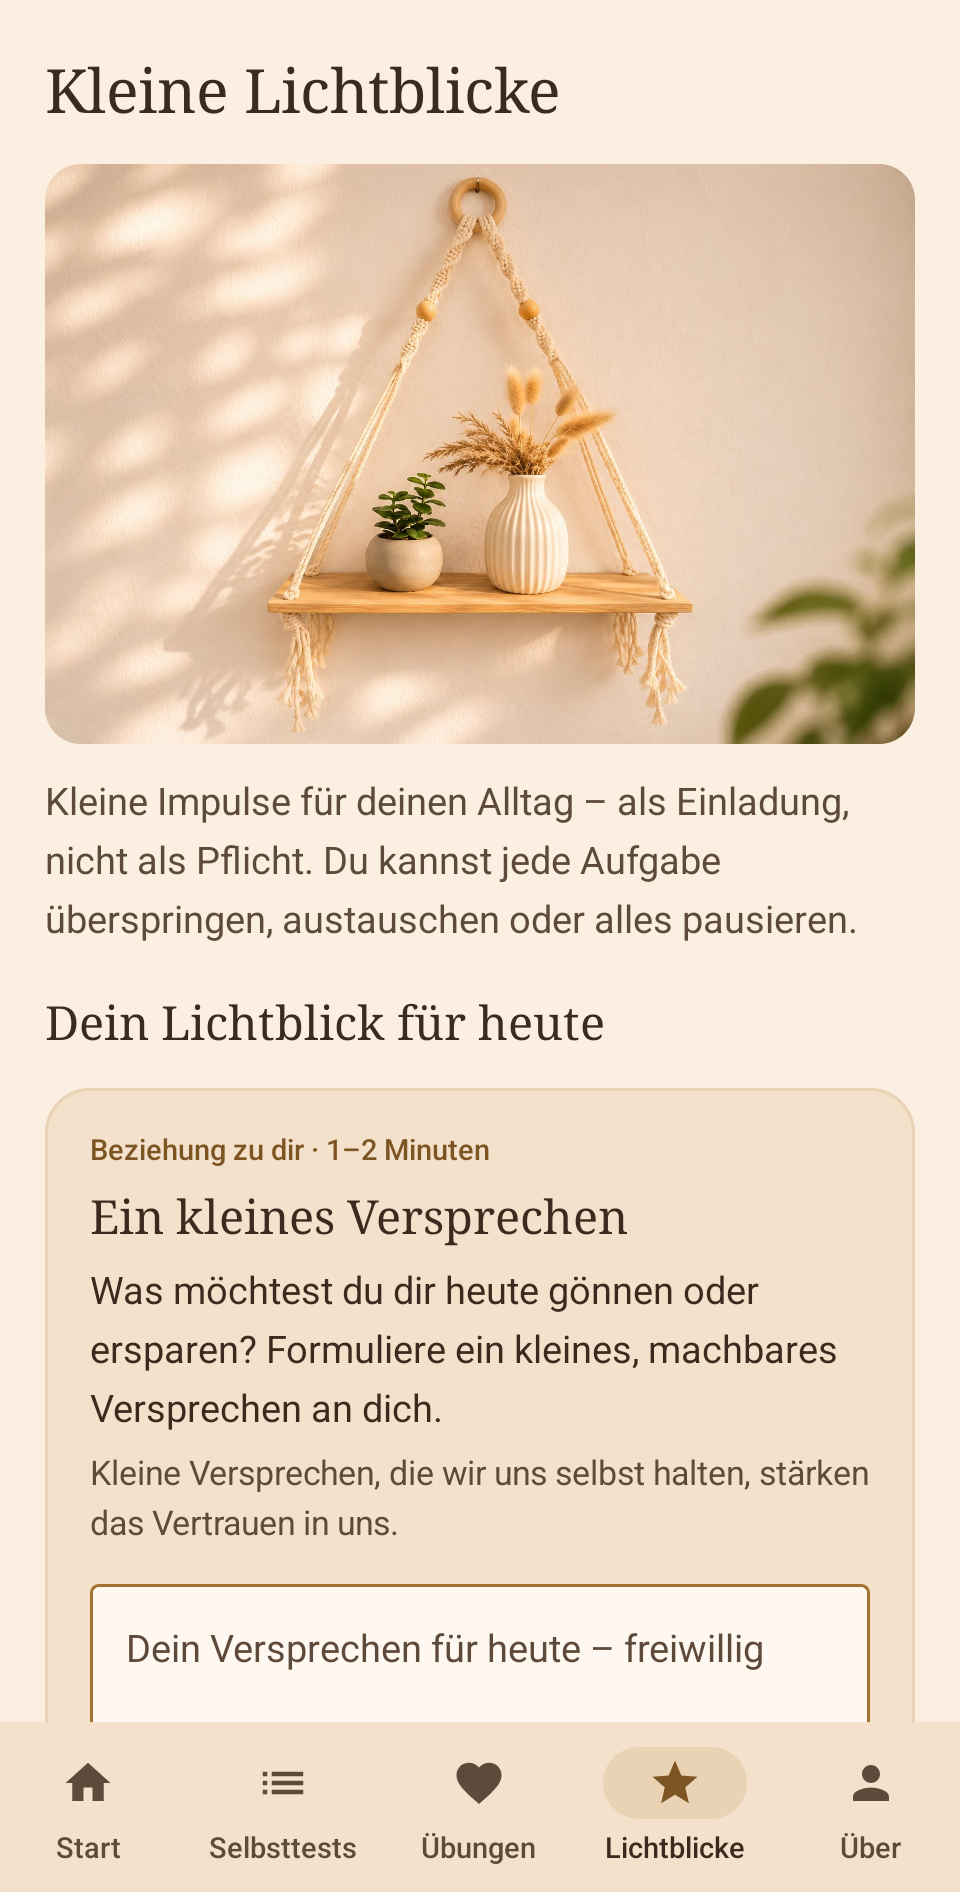 Kleine Lichtblicke
Kleine Impulse für deinen Alltag – als Einladung,
nicht als Pflicht. Du kannst jede Aufgabe
überspringen, austauschen oder alles pausieren.
Dein Lichtblick für heute
Beziehung zu dir · 1–2 Minuten
Ein kleines Versprechen
Was möchtest du dir heute gönnen oder
ersparen? Formuliere ein kleines, machbares
Versprechen an dich.
Kleine Versprechen, die wir uns selbst halten, stärken
das Vertrauen in uns.
Dein Versprechen für heute – freiwillig
Start
Selbsttests
Übungen
Lichtblicke
Über